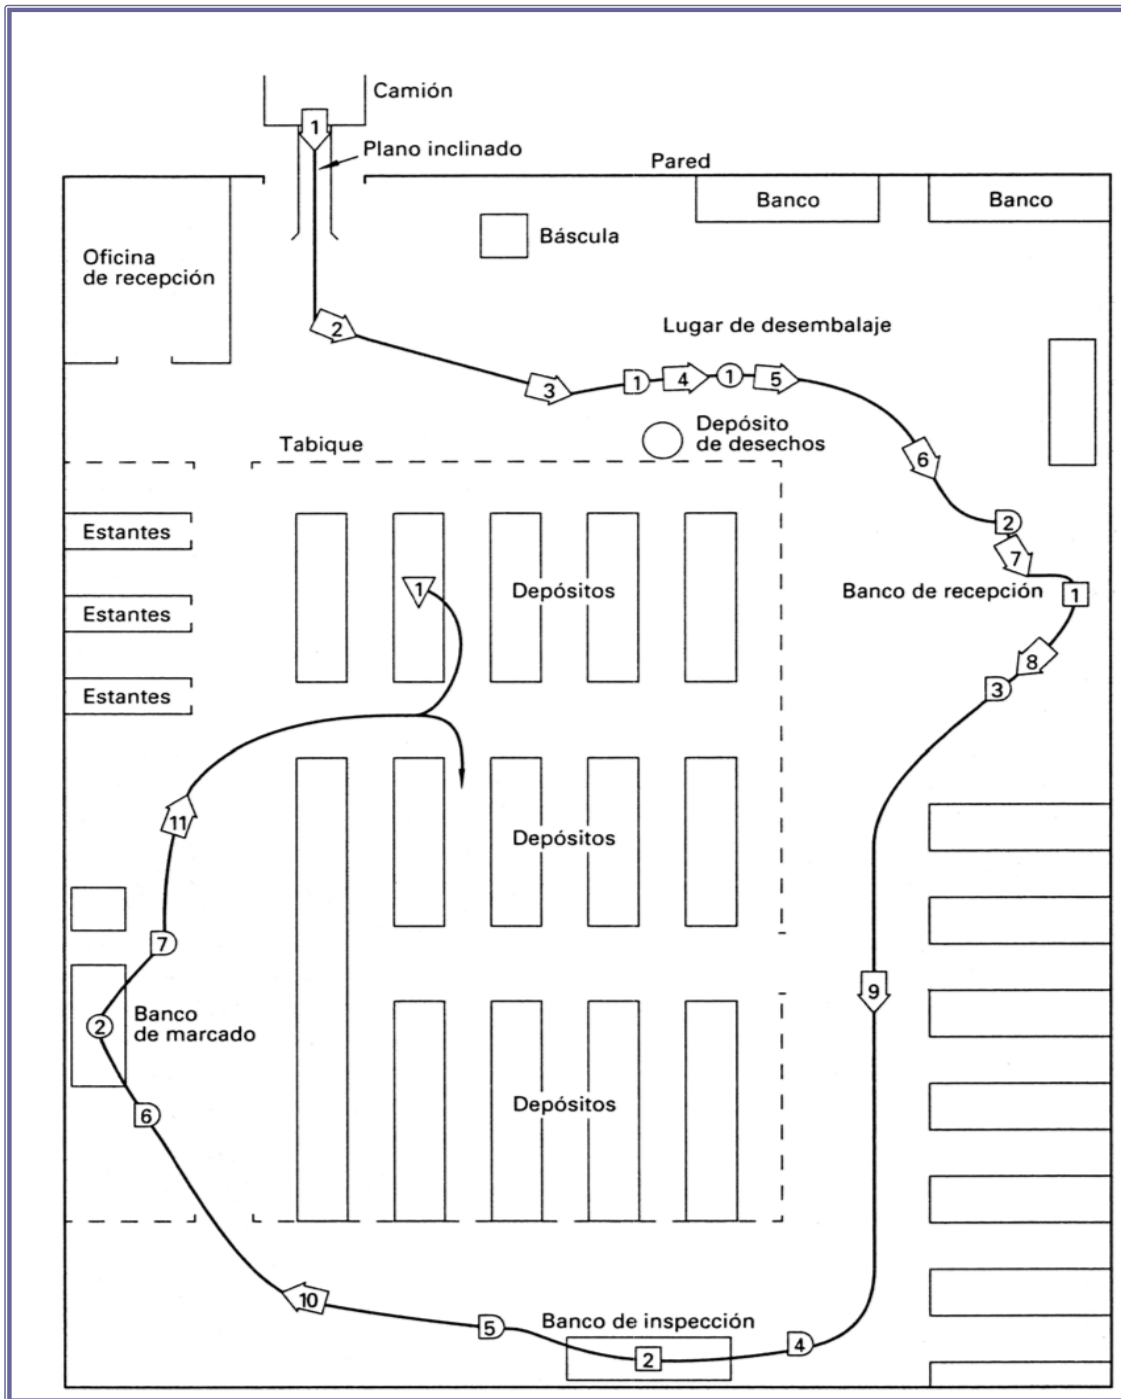 Camión
1
Plano inclinado
Pared
Banco
Banco
Báscula
Oficina
de recepción
2
Lugar de desembalaje
3
1
4
1
5
Depósito
de desechos
Tabique
6
Estantes
2
7
Estantes
1
Depósitos
Banco de recepción
1
8
Estantes
3
11
Depósitos
7
9
2
Banco
de marcado
6
Depósitos
10
5
Banco de inspección
4
2